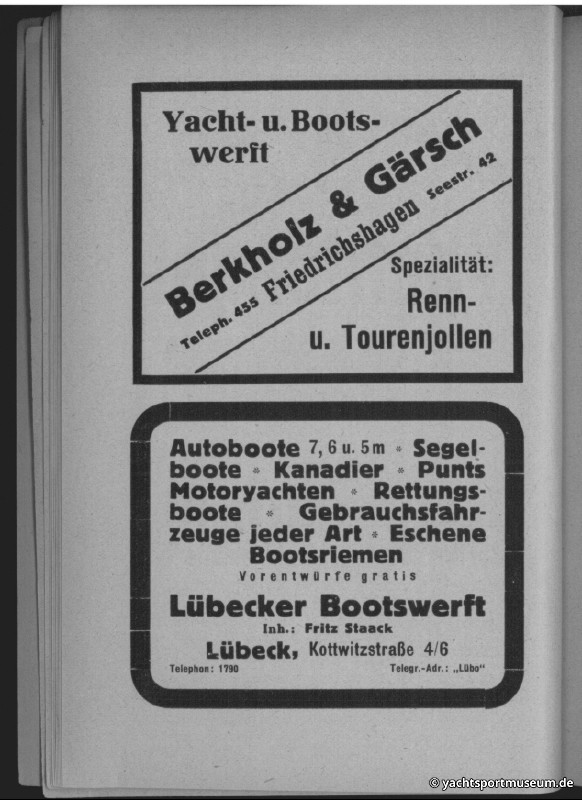 Yacht- u. Boots-
werft
Berkholz & Gärsch
Teleph. 455 Friedrichshagen Seestr. 42
Spezialität:
Renn-
u. Tourenjollen
Autoboote 7, 6 u. 5 m * Segel-
boote * Kanadier * Punts
Motoryachten * Rettungs-
boote * Gebrauchsfahr-
zeuge jeder Art * Eschene
Bootsriemen
Vorentwürfe gratis
Lübecker Bootswerft
Inh.: Fritz Staack
Lübeck, Kottwitzstraße 4/6
Telephon: 1790 Telegr.-Adr.: „Lübo“
© yachtsportmuseum.de